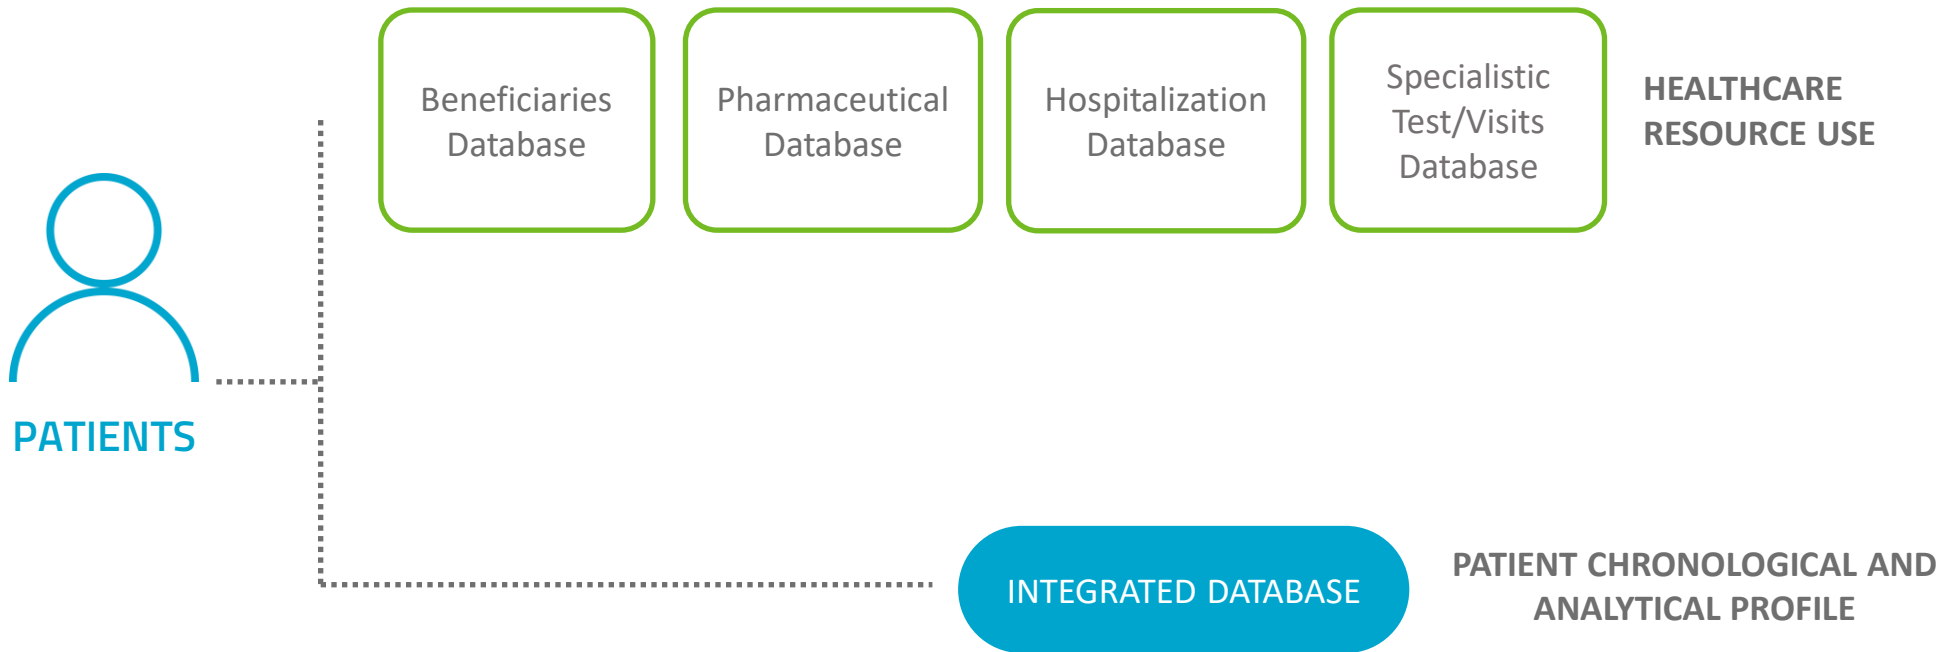 Beneficiaries
Database
Pharmaceutical
Database
Hospitalization
Database
Specialistic
Test/Visits
Database
HEALTHCARE
RESOURCE USE
PATIENTS
INTEGRATED DATABASE
PATIENT CHRONOLOGICAL AND
ANALYTICAL PROFILE